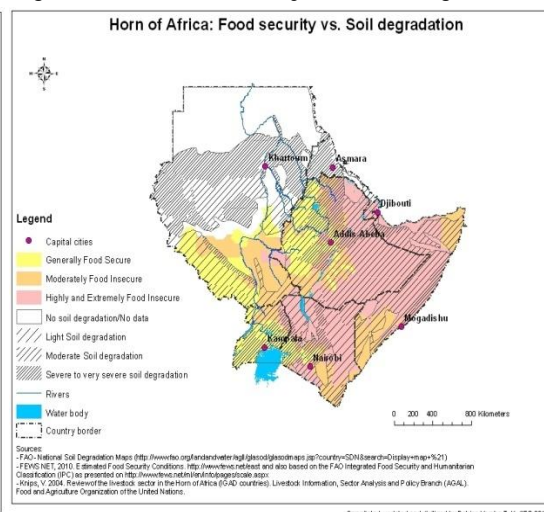 Horn of Africa: Food security vs. Soil degradation
N
Khartoum
Asmara
Djibouti
Addis Abeba
Mogadishu
Kampala
Nairobi
Legend
Capital cities
Generally Food Secure
Moderately Food Insecure
Highly and Extremely Food Insecure
No soil degradation/No data
Light Soil degradation
Moderate Soil degradation
Severe to very severe soil degradation
Rivers
Water body
Country border
0 200 400 800 Kilometers
Sources:
-FAO- National Soil Degradation Maps (http://www.fao.org/landandwater/agll/glasod/glasodmaps.jsp?country=SDN&search=Display+map+%21)
-FEWS NET, 2010. Estimated Food Security Conditions. http://www.fews.net/east and also based on the FAO Integrated Food Security and Humanitarian
Classification (IPC) as presented on http://www.fews.net/ml/en/info/pages/scale.aspx
-Knips, V. 2004. Review of the livestock sector in the Horn of Africa (IGAD countries). Livestock Information, Sector Analysis and Policy Branch (AGAL).
Food and Agriculture Organization of the United Nations.